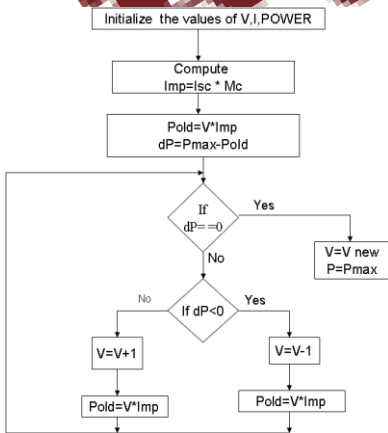 Initialize the values of V,I,POWER
Compute
Imp=Isc * Mc
Pold=V*Imp
dP=Pmax-Pold
If
dP==0
Yes
V=V new
P=Pmax
No
If dP<0
No
Yes
V=V+1
V=V-1
Pold=V*Imp
Pold=V*Imp